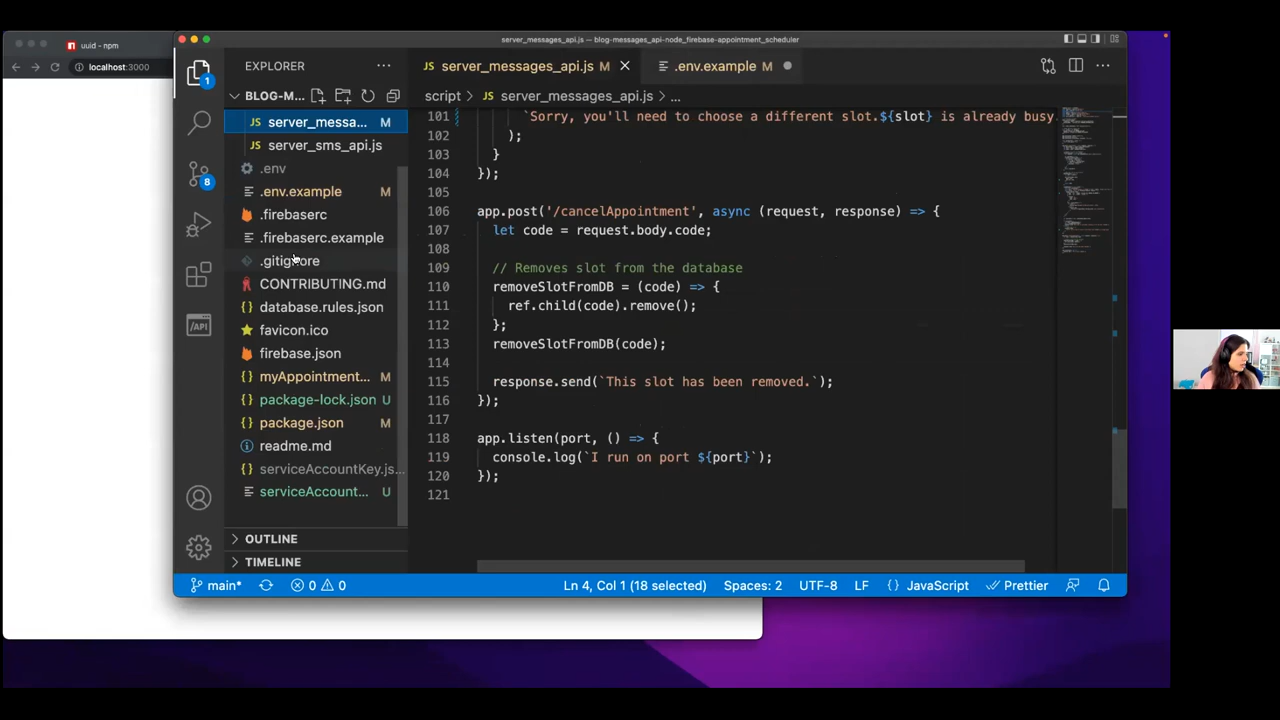 server_messages_api.js — blog-messages_api-node_firebase-appointment_scheduler
uuid - npm
localhost:3000
EXPLORER
server_messages_api.js M
.env.example M
BLOG-M...
script > server_messages_api.js > ...
server_messa... M
server_sms_api.js
.env
.env.example M
.firebaserc
.firebaserc.example
.gitignore
CONTRIBUTING.md
database.rules.json
favicon.ico
firebase.json
myAppointment... M
package-lock.json U
package.json M
readme.md
serviceAccountKey.js...
serviceAccount... U
OUTLINE
TIMELINE
1
8
/API
101 `Sorry, you'll need to choose a different slot.${slot} is already busy.
102 );
103 }
104 });
105
106 app.post('/cancelAppointment', async (request, response) => {
107 let code = request.body.code;
108
109 // Removes slot from the database
110 removeSlotFromDB = (code) => {
111 ref.child(code).remove();
112 };
113 removeSlotFromDB(code);
114
115 response.send(`This slot has been removed.`);
116 });
117
118 app.listen(port, () => {
119 console.log(`I run on port ${port}`);
120 });
121
main* 0 0 Ln 4, Col 1 (18 selected) Spaces: 2 UTF-8 LF {} JavaScript Prettier